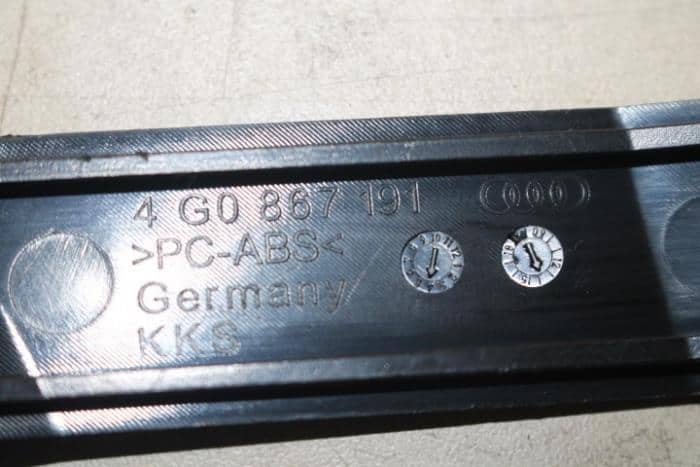 4 G0 867 191
>PC-ABS<
Germany
KKS